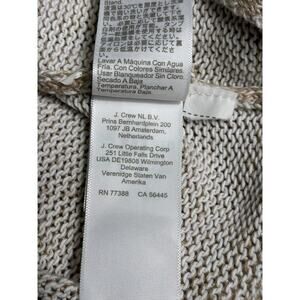 Stand.
Lavar A Máquina Con Agua
Fría. Con Colores Similares.
Usar Blanqueador Sin Cloro.
Secado A Baja
Temperatura. Planchar A
Temperatura Baja.
J. Crew NL B.V.
Prins Bernhardplein 200
1097 JB Amsterdam,
Netherlands
J. Crew Operating Corp
251 Little Falls Drive
USA DE19808 Wilmington
Delaware
Verenidge Staten Van
Amerika
RN 77388 CA 56445